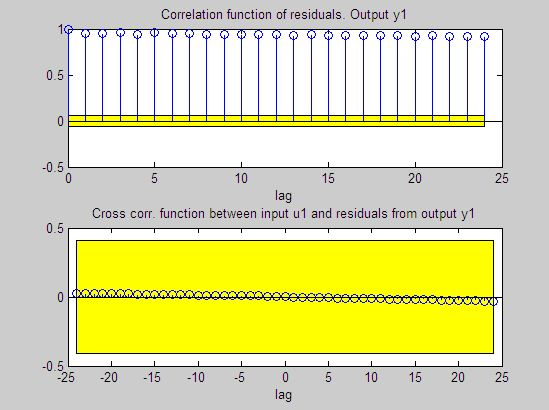 Correlation function of residuals. Output y1
1
0.5
0
-0.5
0 5 10 15 20 25
lag
Cross corr. function between input u1 and residuals from output y1
0.5
0
-0.5
-25 -20 -15 -10 -5 0 5 10 15 20 25
lag